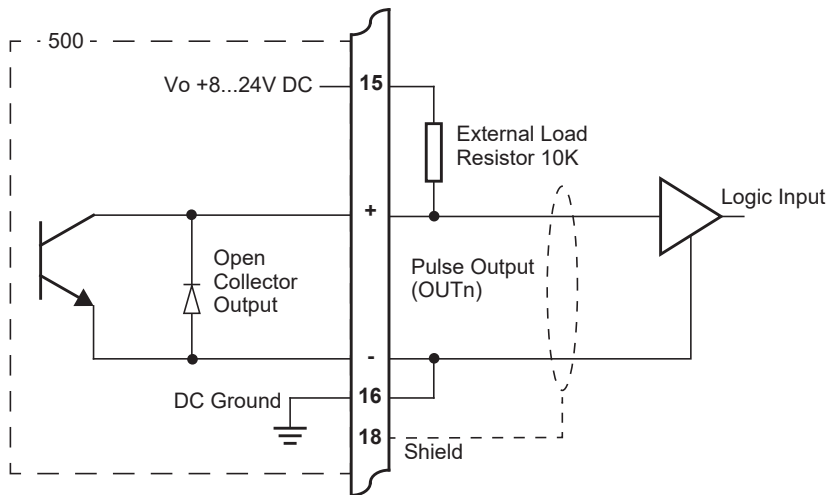 500
Vo +8...24V DC
15
External Load
Resistor 10K
+
Logic Input
Open
Collector
Output
Pulse Output
(OUTn)
-
DC Ground
16
18
Shield